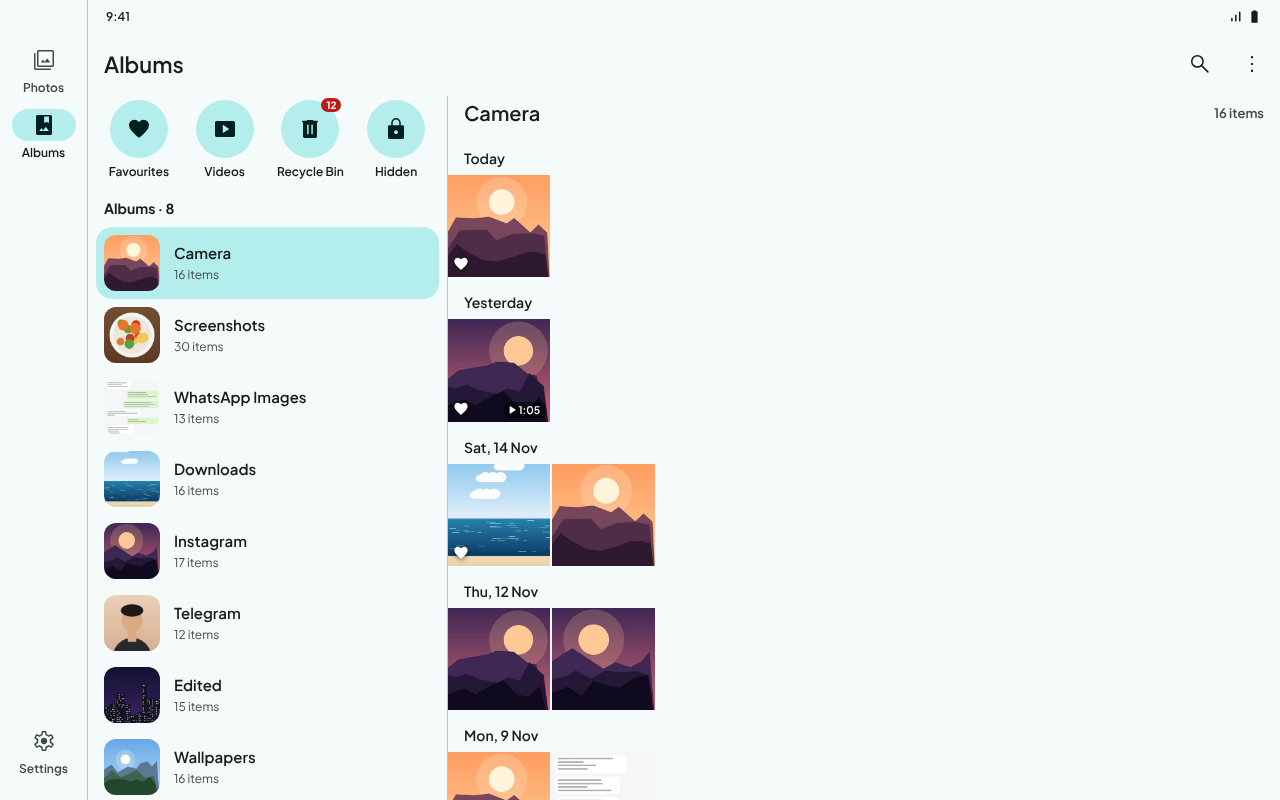 9:41
Photos
Albums
Settings
Albums
Favourites
Videos
12
Recycle Bin
Hidden
Albums · 8
Camera
16 items
Screenshots
30 items
WhatsApp Images
13 items
Downloads
16 items
Instagram
17 items
Telegram
12 items
Edited
15 items
Wallpapers
16 items
Camera
16 items
Today
Yesterday
1:05
Sat, 14 Nov
Thu, 12 Nov
Mon, 9 Nov